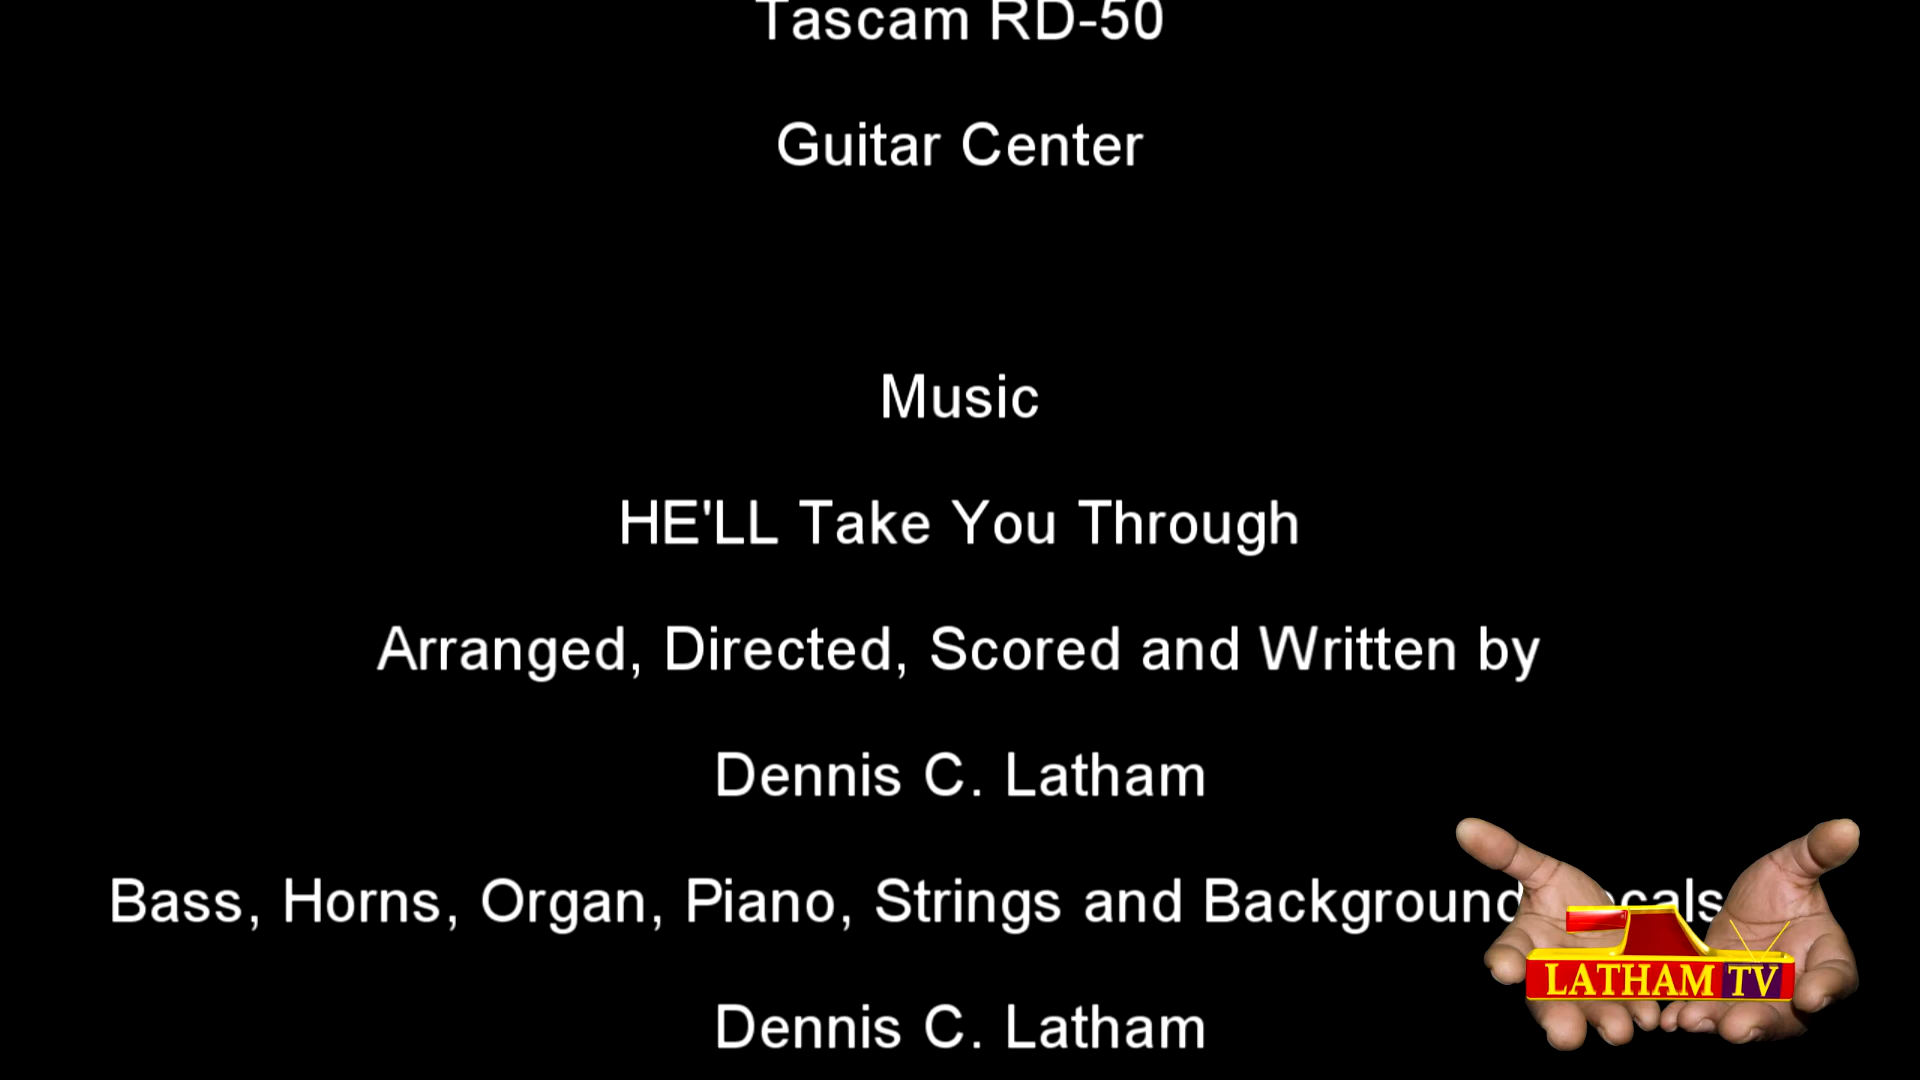 Tascam RD-50
Guitar Center
Music
HE'LL Take You Through
Arranged, Directed, Scored and Written by
Dennis C. Latham
Bass, Horns, Organ, Piano, Strings and Background
LATHAM TV
Dennis C. Latham